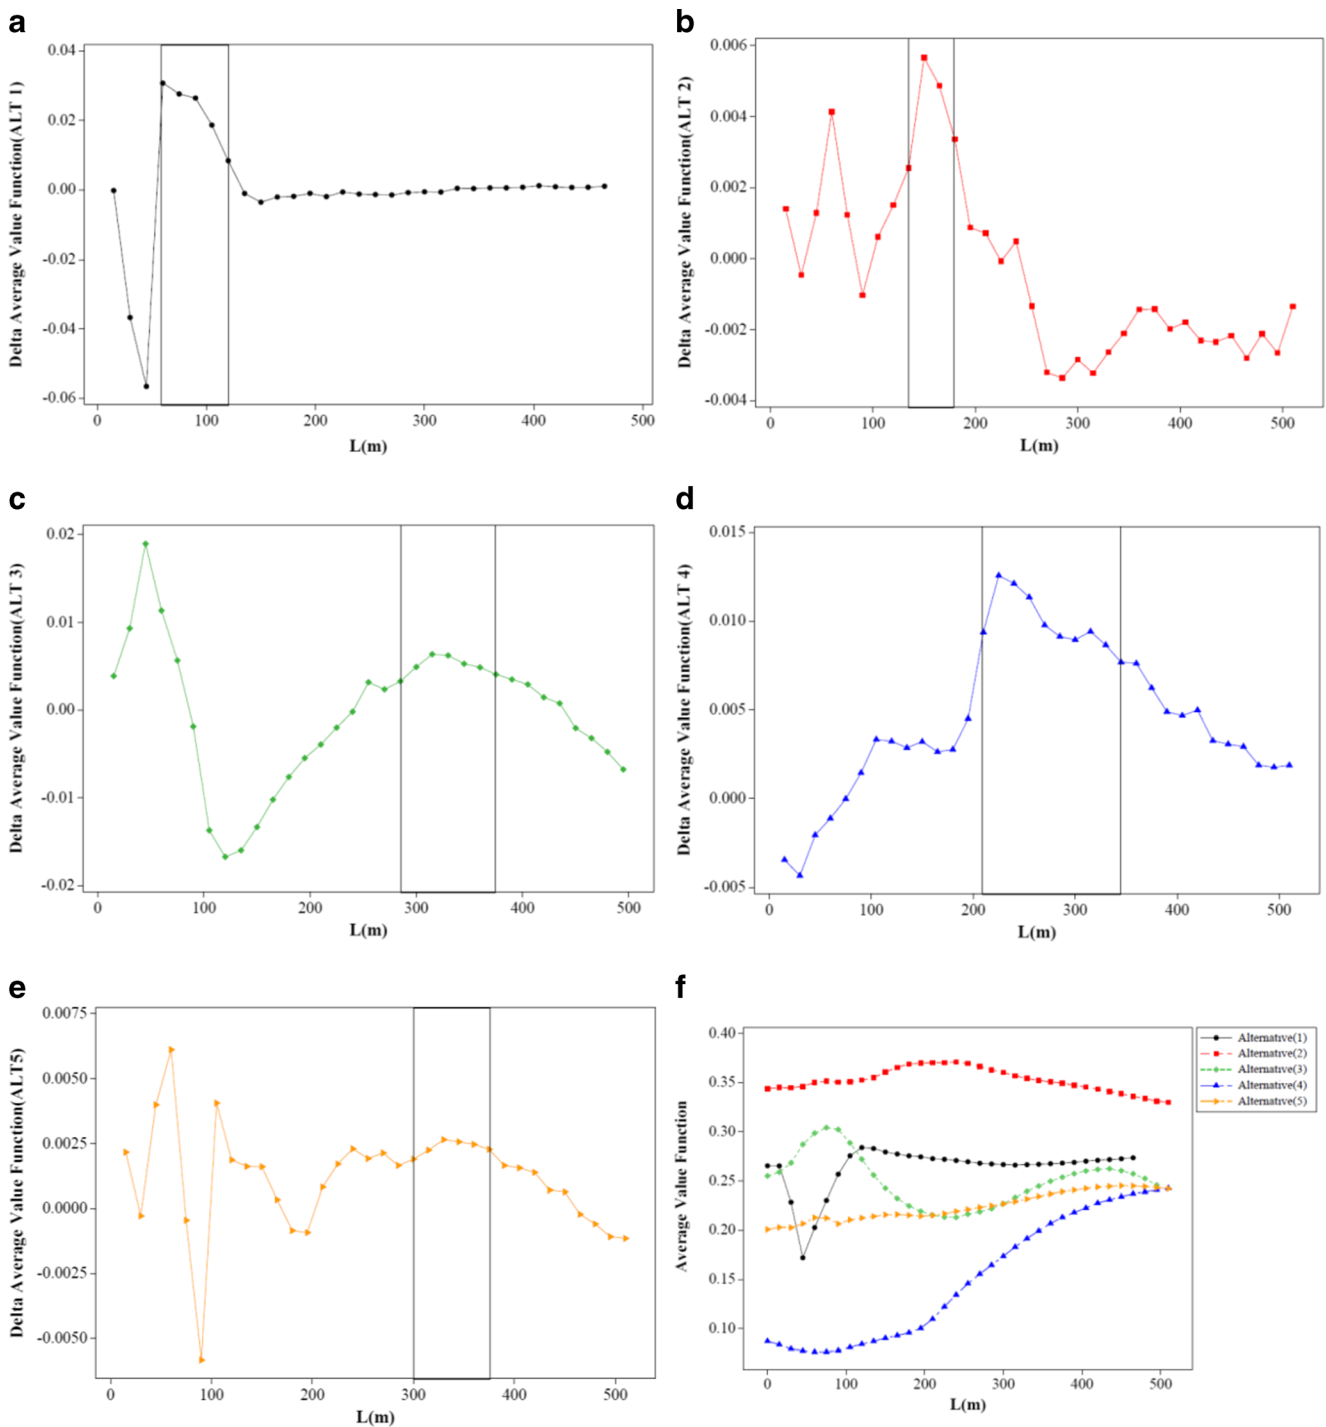 a
0.04
0.02
0.00
-0.02
-0.04
-0.06
Delta Average Value Function(ALT 1)
0 100 200 300 400 500
L(m)
b
0.006
0.004
0.002
0.000
-0.002
-0.004
Delta Average Value Function(ALT 2)
0 100 200 300 400 500
L(m)
c
0.02
0.01
0.00
-0.01
-0.02
Delta Average Value Function(ALT 3)
0 100 200 300 400 500
L(m)
d
0.015
0.010
0.005
0.000
-0.005
Delta Average Value Function(ALT 4)
0 100 200 300 400 500
L(m)
e
0.0075
0.0050
0.0025
0.0000
-0.0025
-0.0050
Delta Average Value Function(ALT5)
0 100 200 300 400 500
L(m)
f
0.40
0.35
0.30
0.25
0.20
0.15
0.10
Average Value Function
0 100 200 300 400 500
L(m)
Alternative(1)
Alternative(2)
Alternative(3)
Alternative(4)
Alternative(5)